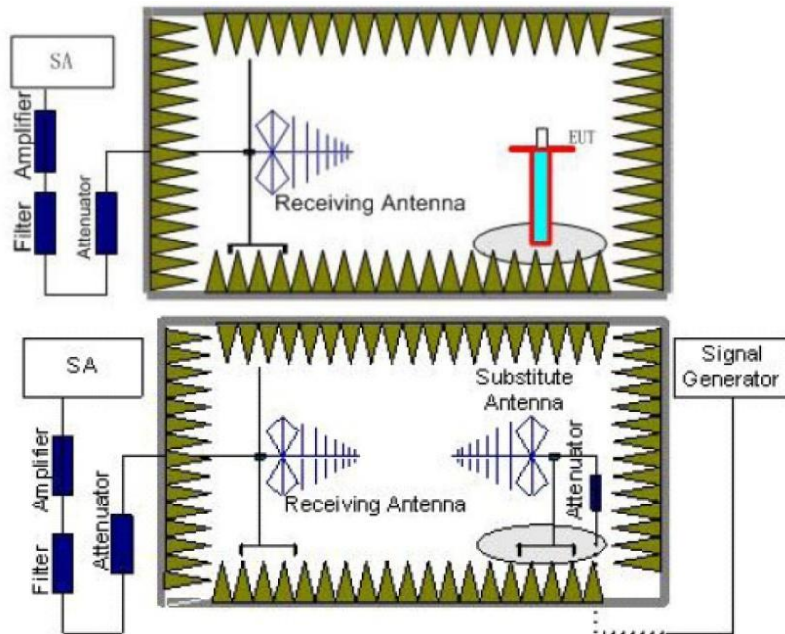 SA
Amplifier
Filter
Attenuator
Receiving Antenna
EUT
SA
Amplifier
Filter
Attenuator
Receiving Antenna
Substitute
Antenna
Attenuator
Signal
Generator